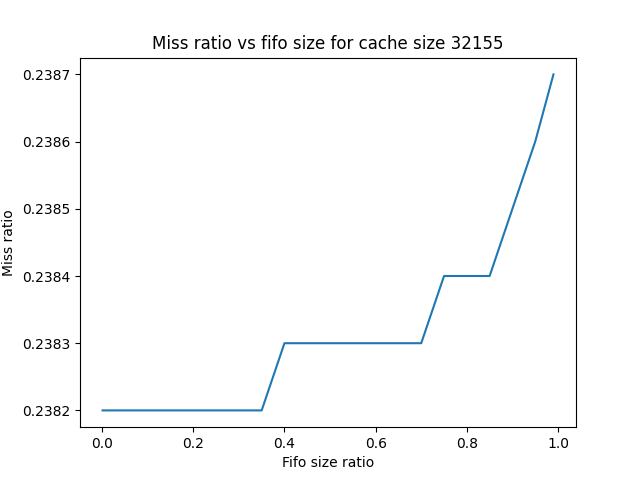 Miss ratio vs fifo size for cache size 32155
0.2387
0.2386
0.2385
0.2384
0.2383
0.2382
Miss ratio
0.0 0.2 0.4 0.6 0.8 1.0
Fifo size ratio